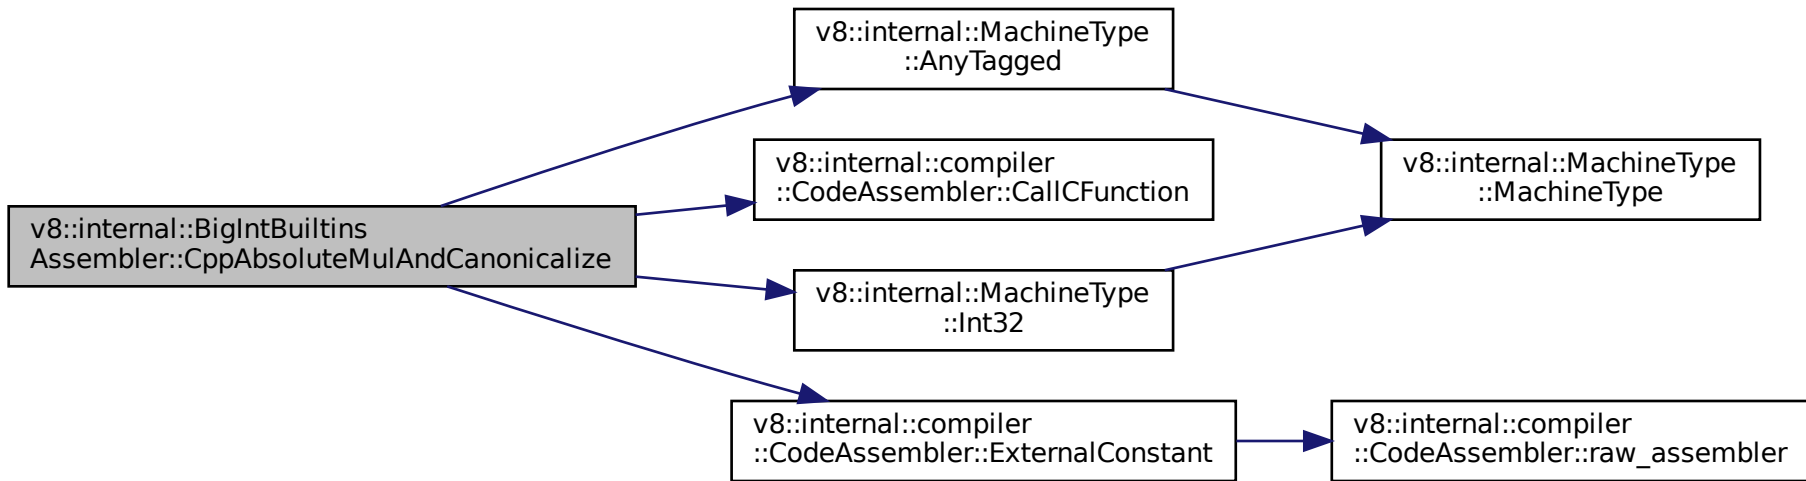 v8::internal::MachineType
::AnyTagged
v8::internal::compiler
::CodeAssembler::CallCFunction
v8::internal::MachineType
::MachineType
v8::internal::BigIntBuiltins
Assembler::CppAbsoluteMulAndCanonicalize
v8::internal::MachineType
::Int32
v8::internal::compiler
::CodeAssembler::ExternalConstant
v8::internal::compiler
::CodeAssembler::raw_assembler